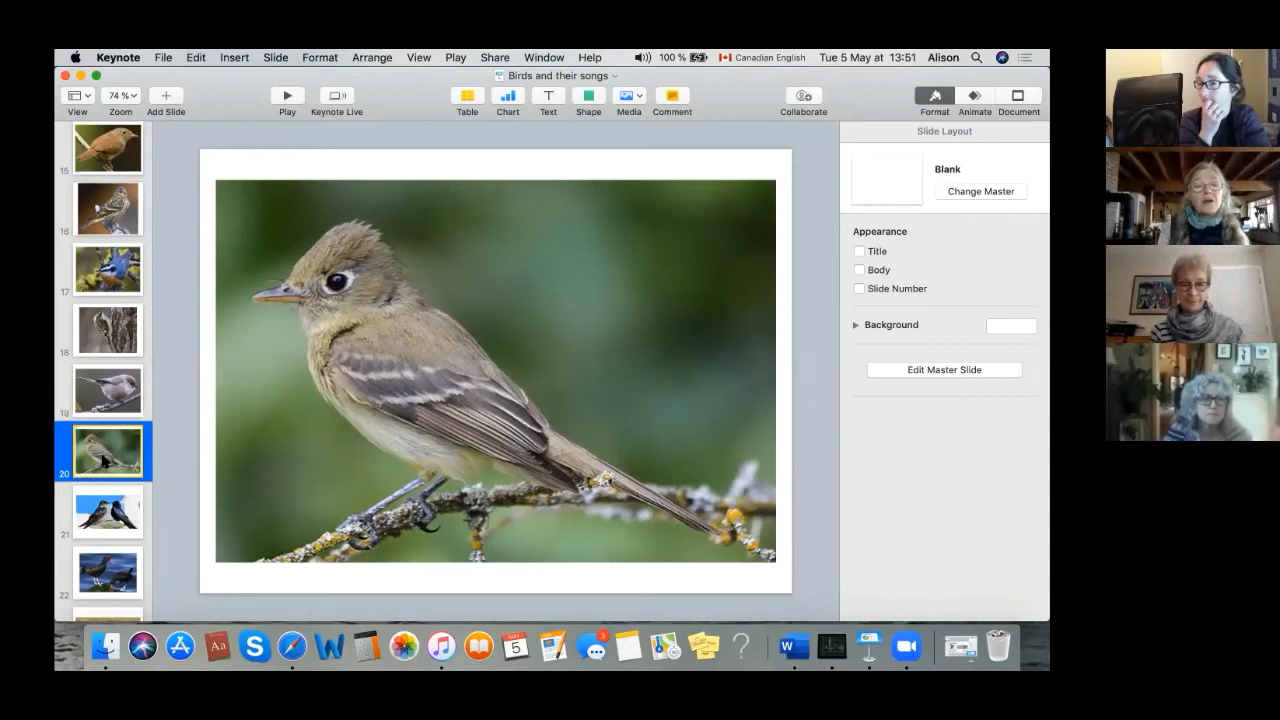 Keynote File Edit Insert Slide Format Arrange View Play Share Window Help 100 % Canadian English Tue 5 May at 13:51 Alison
Birds and their songs
74 %
View Zoom Add Slide Play Keynote Live Table Chart Text Shape Media Comment Collaborate Format Animate Document
Slide Layout
Blank
Change Master
Appearance
Title
Body
Slide Number
Background
Edit Master Slide
15
16
17
18
19
20
21
22
Aa
S
W
5
3
?
W